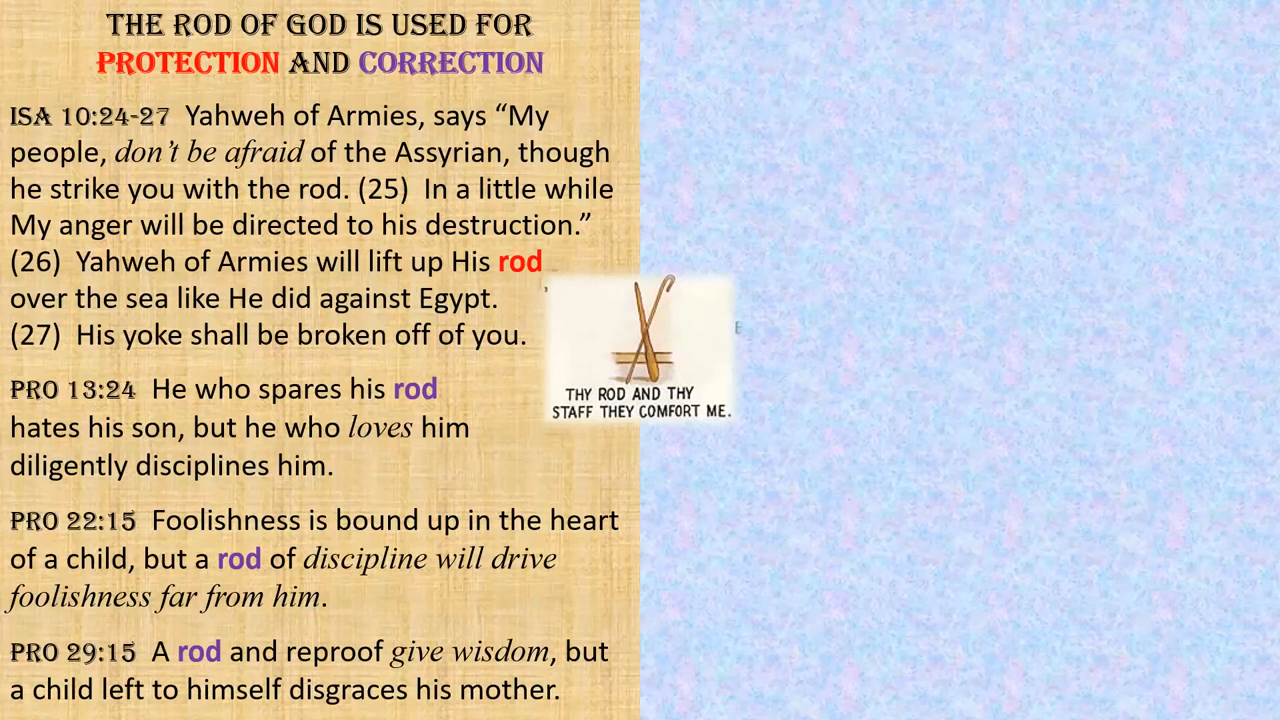 THE ROD OF GOD IS USED FOR
PROTECTION AND CORRECTION
ISA 10:24-27 Yahweh of Armies, says “My
people, don’t be afraid of the Assyrian, though
he strike you with the rod. (25) In a little while
My anger will be directed to his destruction.”
(26) Yahweh of Armies will lift up His rod
over the sea like He did against Egypt.
(27) His yoke shall be broken off of you.
PRO 13:24 He who spares his rod
hates his son, but he who loves him
diligently disciplines him.
PRO 22:15 Foolishness is bound up in the heart
of a child, but a rod of discipline will drive
foolishness far from him.
PRO 29:15 A rod and reproof give wisdom, but
a child left to himself disgraces his mother.
THY ROD AND THY
STAFF THEY COMFORT ME.